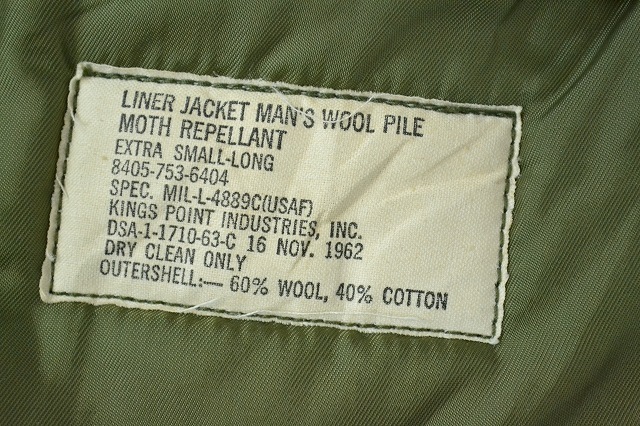 LINER JACKET MAN'S WOOL PILE
MOTH REPELLANT
EXTRA SMALL-LONG
8405-753-6404
SPEC. MIL-L-4889C(USAF)
KINGS POINT INDUSTRIES, INC.
DSA-1-1710-63-C 16 NOV. 1962
DRY CLEAN ONLY
OUTERSHELL:— 60% WOOL, 40% COTTON